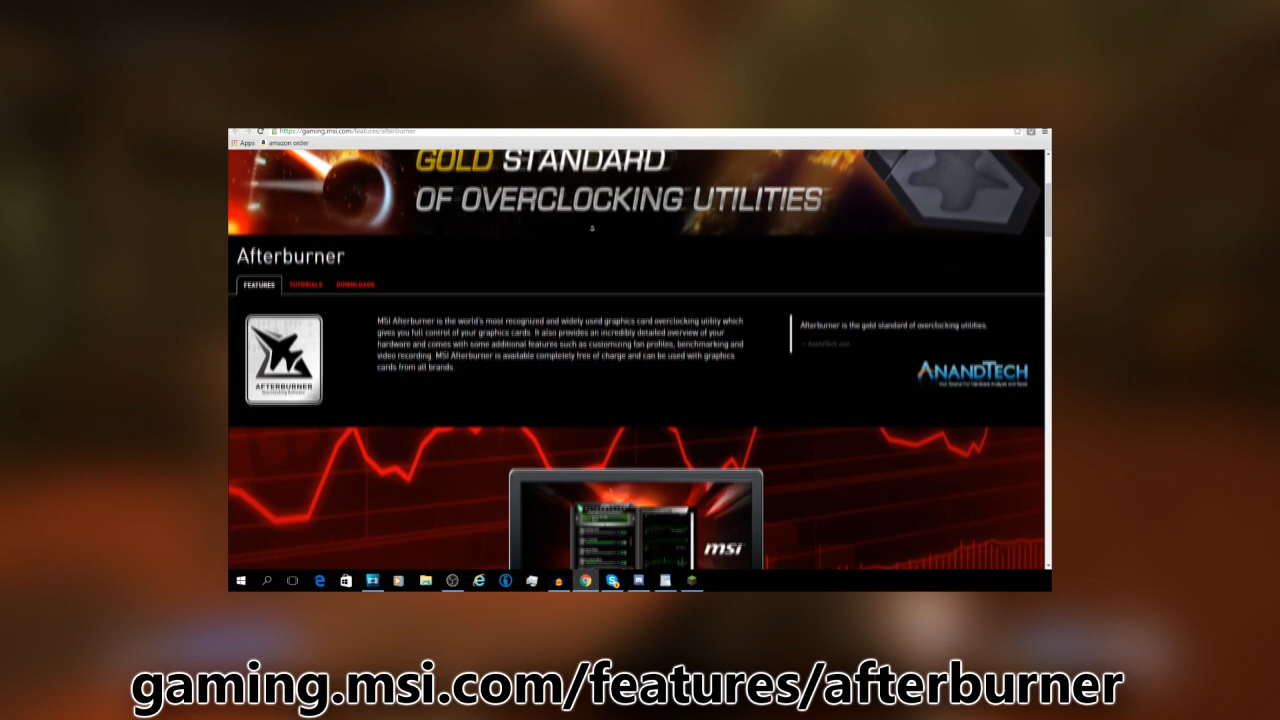 https://gaming.msi.com/features/afterburner
Apps amazon order
GOLD STANDARD
OF OVERCLOCKING UTILITIES
Afterburner
FEATURES TUTORIALS DOWNLOADS
MSI Afterburner is the world's most recognized and widely used graphics card overclocking utility which
gives you full control of your graphics cards. It also provides an incredibly detailed overview of your
hardware and comes with some additional features such as customizing fan profiles, benchmarking and
video recording. MSI Afterburner is available completely free of charge and can be used with graphics
cards from all brands.
Afterburner is the gold standard of overclocking utilities.
ANANDTECH
AFTERBURNER
msi
gaming.msi.com/features/afterburner